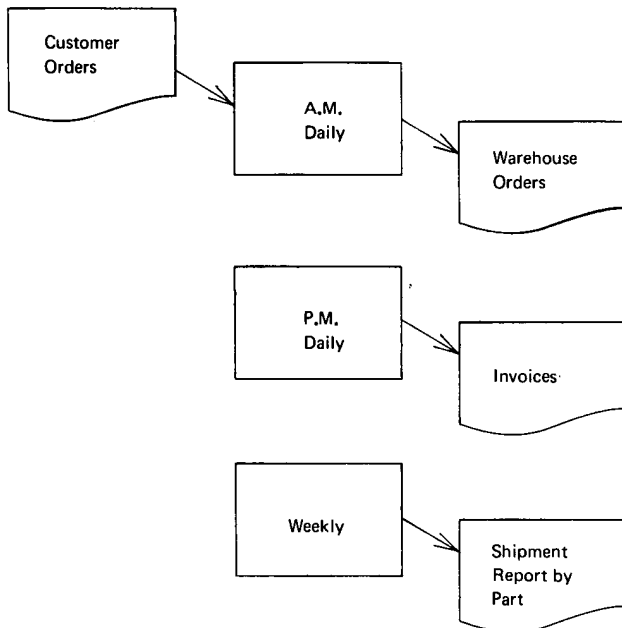 Customer
Orders
A.M.
Daily
Warehouse
Orders
P.M.
Daily
Invoices
Weekly
Shipment
Report by
Part